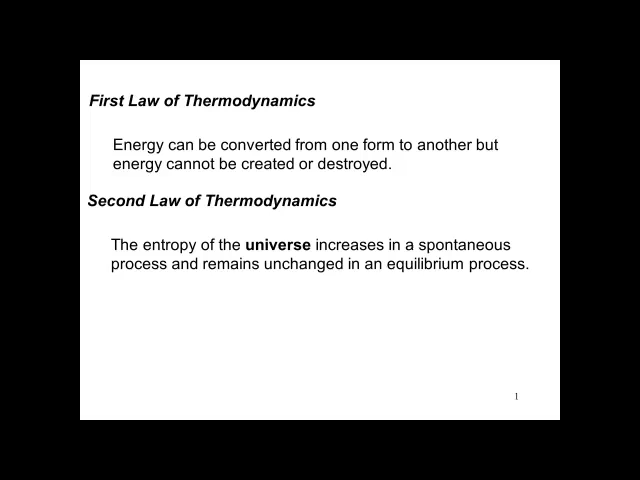 First Law of Thermodynamics
Energy can be converted from one form to another but
energy cannot be created or destroyed.
Second Law of Thermodynamics
The entropy of the universe increases in a spontaneous
process and remains unchanged in an equilibrium process.
1